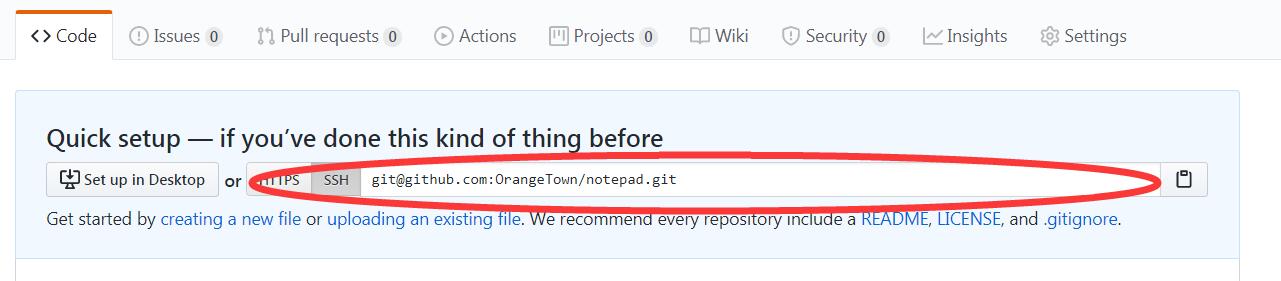 Code Issues 0 Pull requests 0 Actions Projects 0 Wiki Security 0 Insights Settings
Quick setup — if you’ve done this kind of thing before
Set up in Desktop or HTTPS SSH git@github.com:OrangeTown/notepad.git
Get started by creating a new file or uploading an existing file. We recommend every repository include a README, LICENSE, and .gitignore.